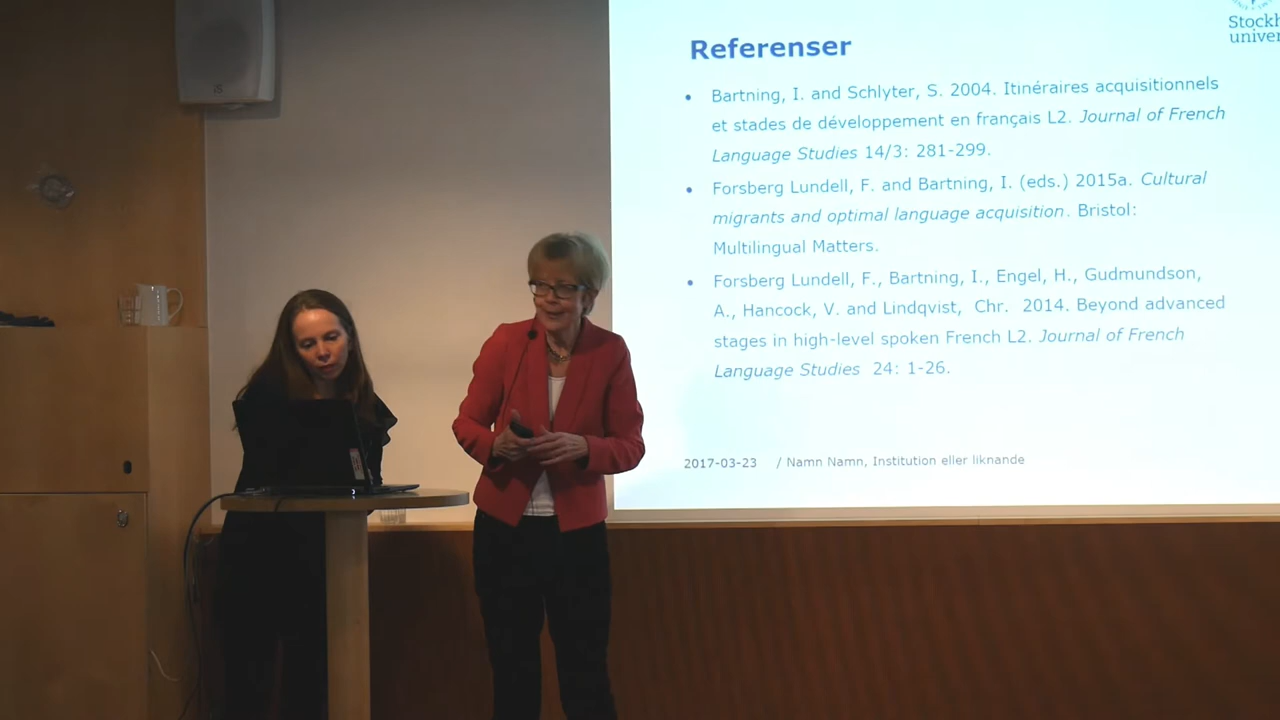 Stockh
univer
Referenser
• Bartning, I. and Schlyter, S. 2004. Itinéraires acquisitionnels
et stades de développement en français L2. Journal of French
Language Studies 14/3: 281-299.
• Forsberg Lundell, F. and Bartning, I. (eds.) 2015a. Cultural
migrants and optimal language acquisition. Bristol:
Multilingual Matters.
• Forsberg Lundell, F., Bartning, I., Engel, H., Gudmundson,
A., Hancock, V. and Lindqvist, Chr. 2014. Beyond advanced
stages in high-level spoken French L2. Journal of French
Language Studies 24: 1-26.
2017-03-23 / Namn Namn, Institution eller liknande